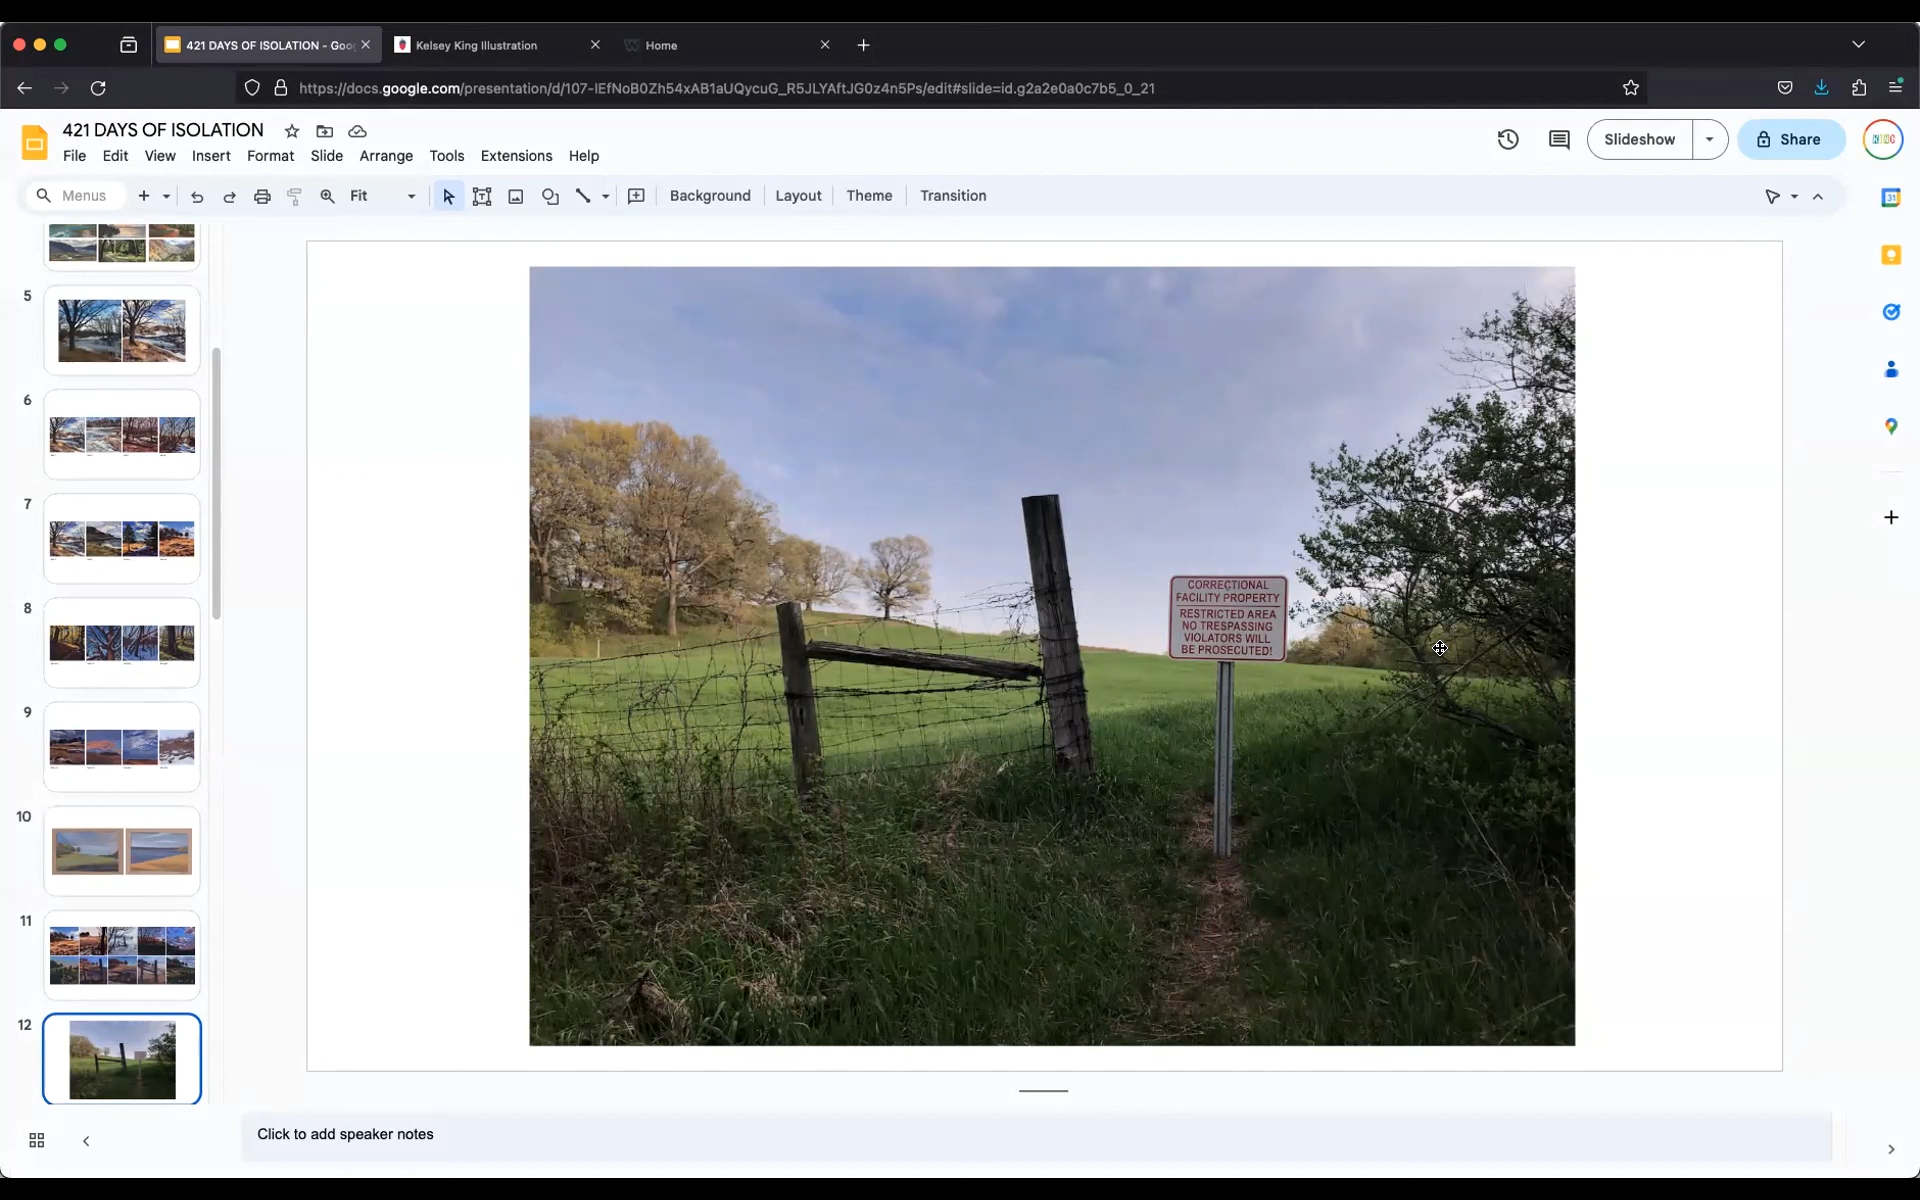 421 DAYS OF ISOLATION - Goo
Kelsey King Illustration
Home
https://docs.google.com/presentation/d/107-IEfNoB0Zh54xAB1aUQycuG_R5JLYAftJG0z4n5Ps/edit#slide=id.g2a2e0a0c7b5_0_21
421 DAYS OF ISOLATION
File Edit View Insert Format Slide Arrange Tools Extensions Help
Slideshow
Share
KING
Menus
Fit
Background
Layout
Theme
Transition
31
5
6
7
8
9
10
11
12
CORRECTIONAL
FACILITY PROPERTY
RESTRICTED AREA
NO TRESPASSING
VIOLATORS WILL
BE PROSECUTED!
Click to add speaker notes